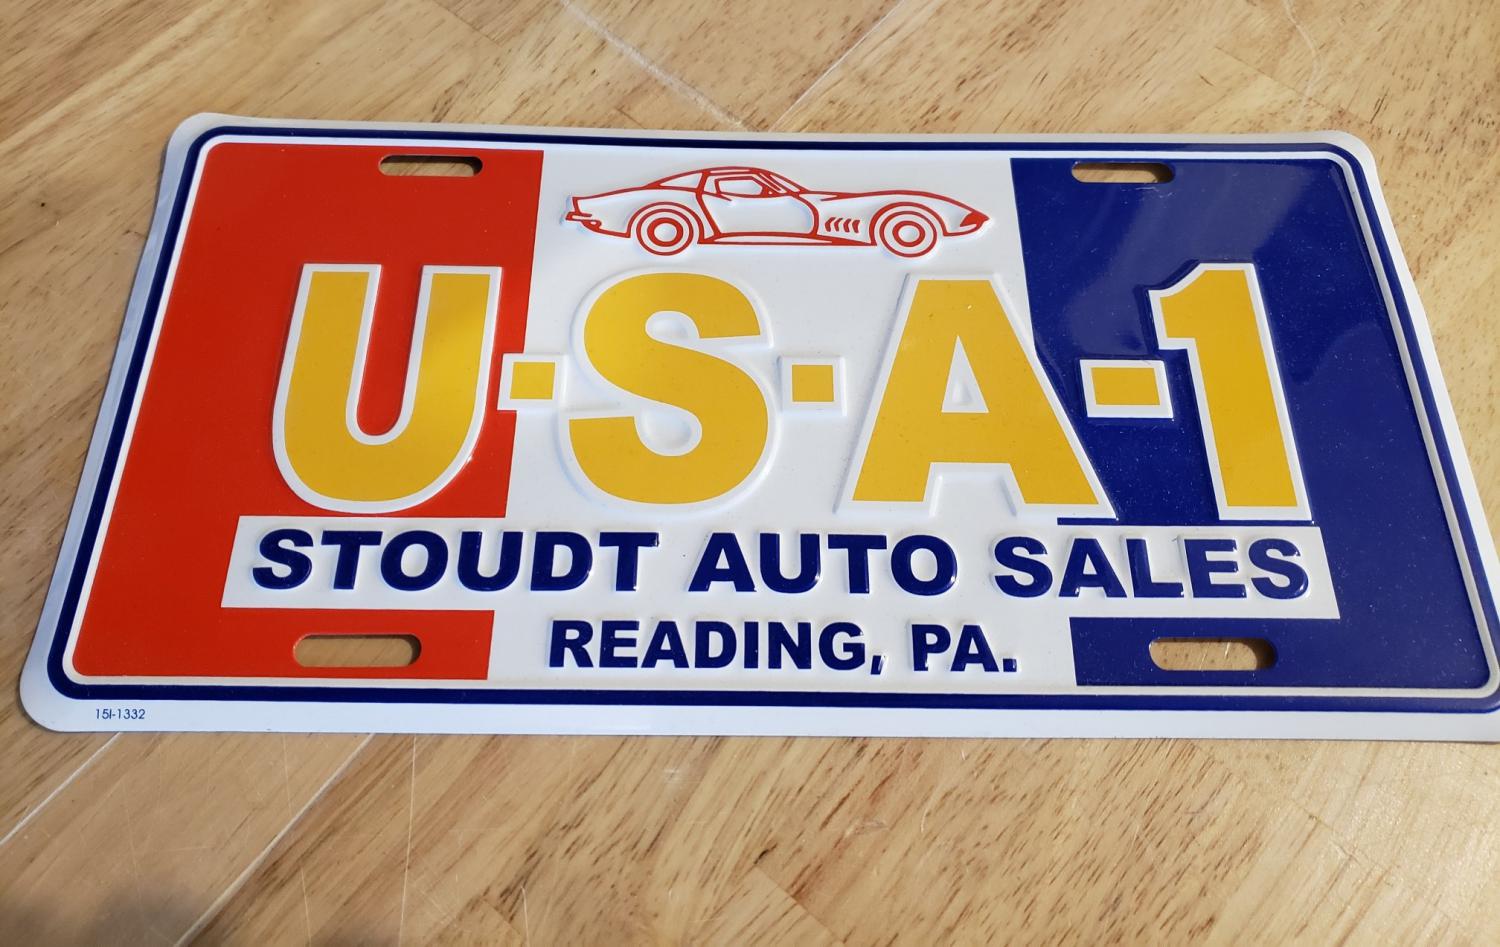 U·S·A-1
STOUDT AUTO SALES
READING, PA.
15I-1332